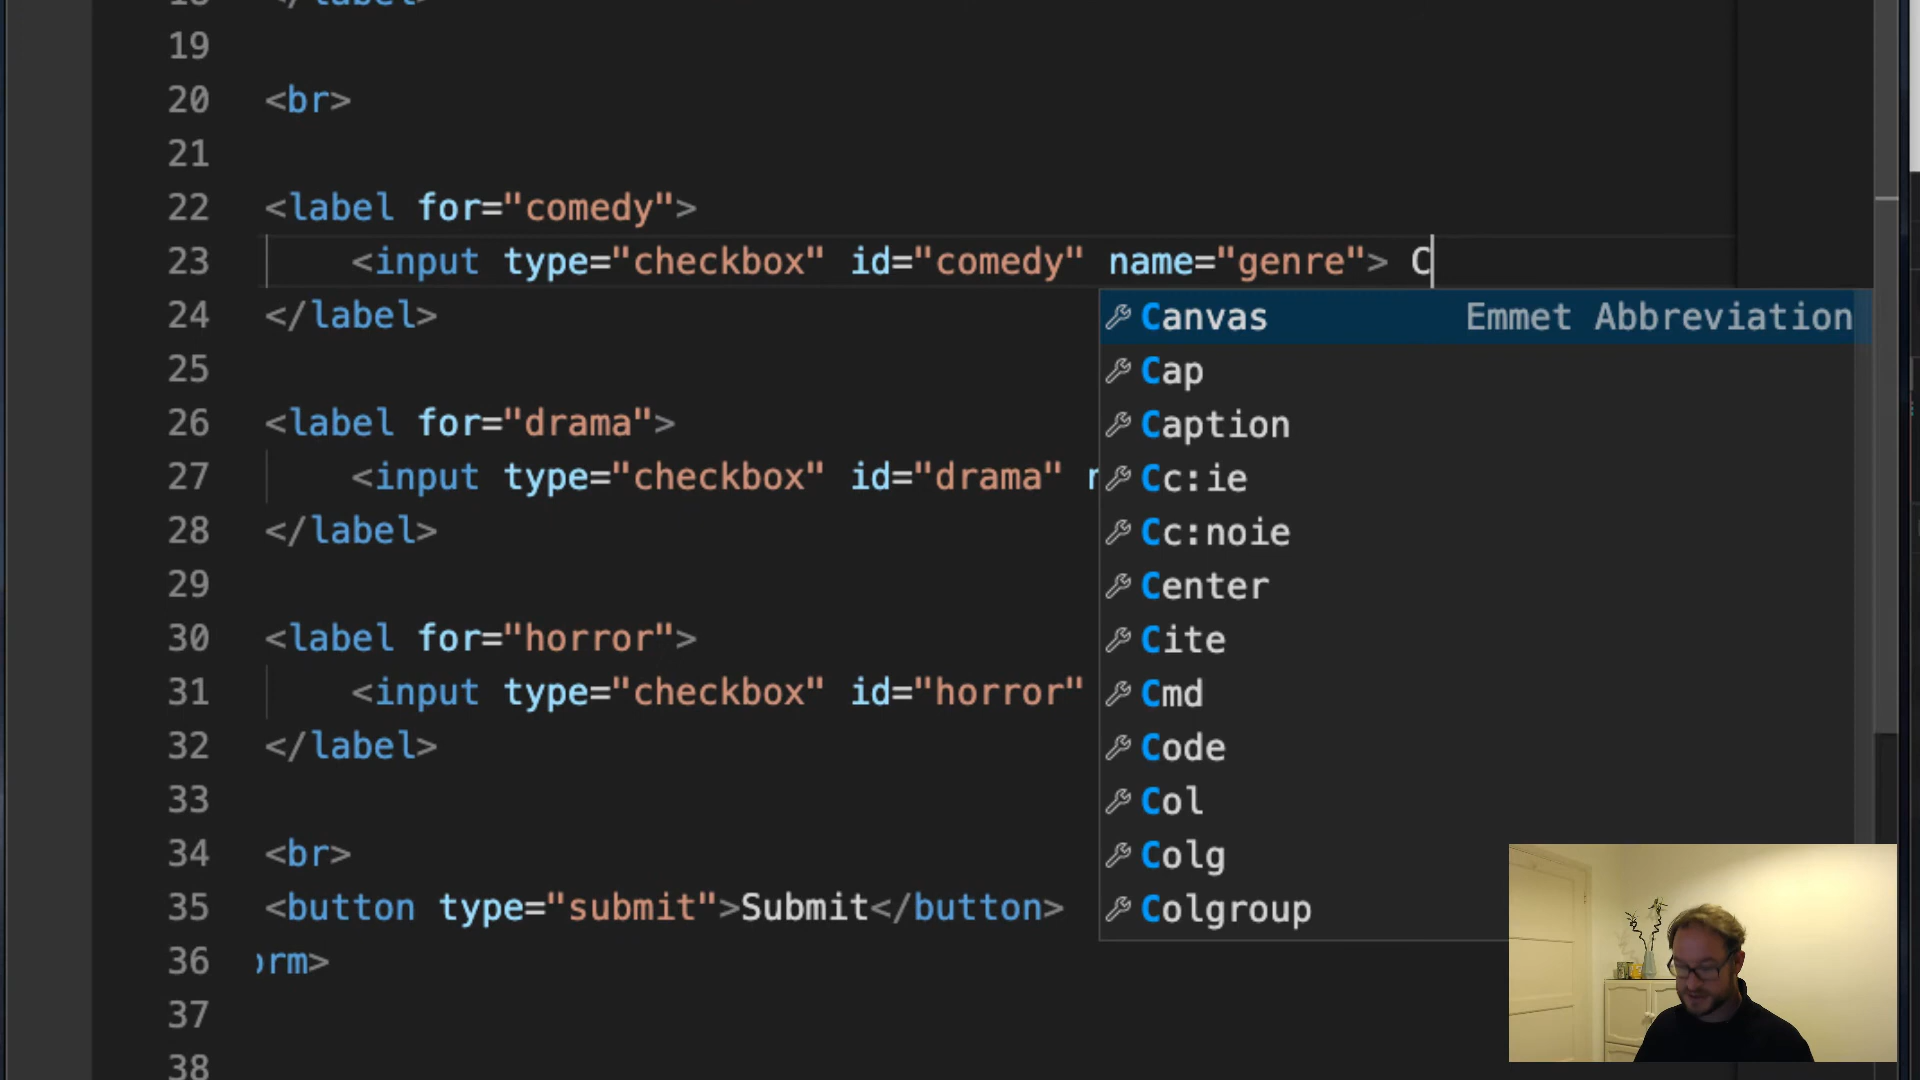 18 </label>
19
20 <br>
21
22 <label for="comedy">
23 <input type="checkbox" id="comedy" name="genre"> C
24 </label>
25
26 <label for="drama">
27 <input type="checkbox" id="drama" n
28 </label>
29
30 <label for="horror">
31 <input type="checkbox" id="horror"
32 </label>
33
34 <br>
35 <button type="submit">Submit</button>
36 orm>
37
38
Canvas Emmet Abbreviation
Cap
Caption
Cc:ie
Cc:noie
Center
Cite
Cmd
Code
Col
Colg
Colgroup